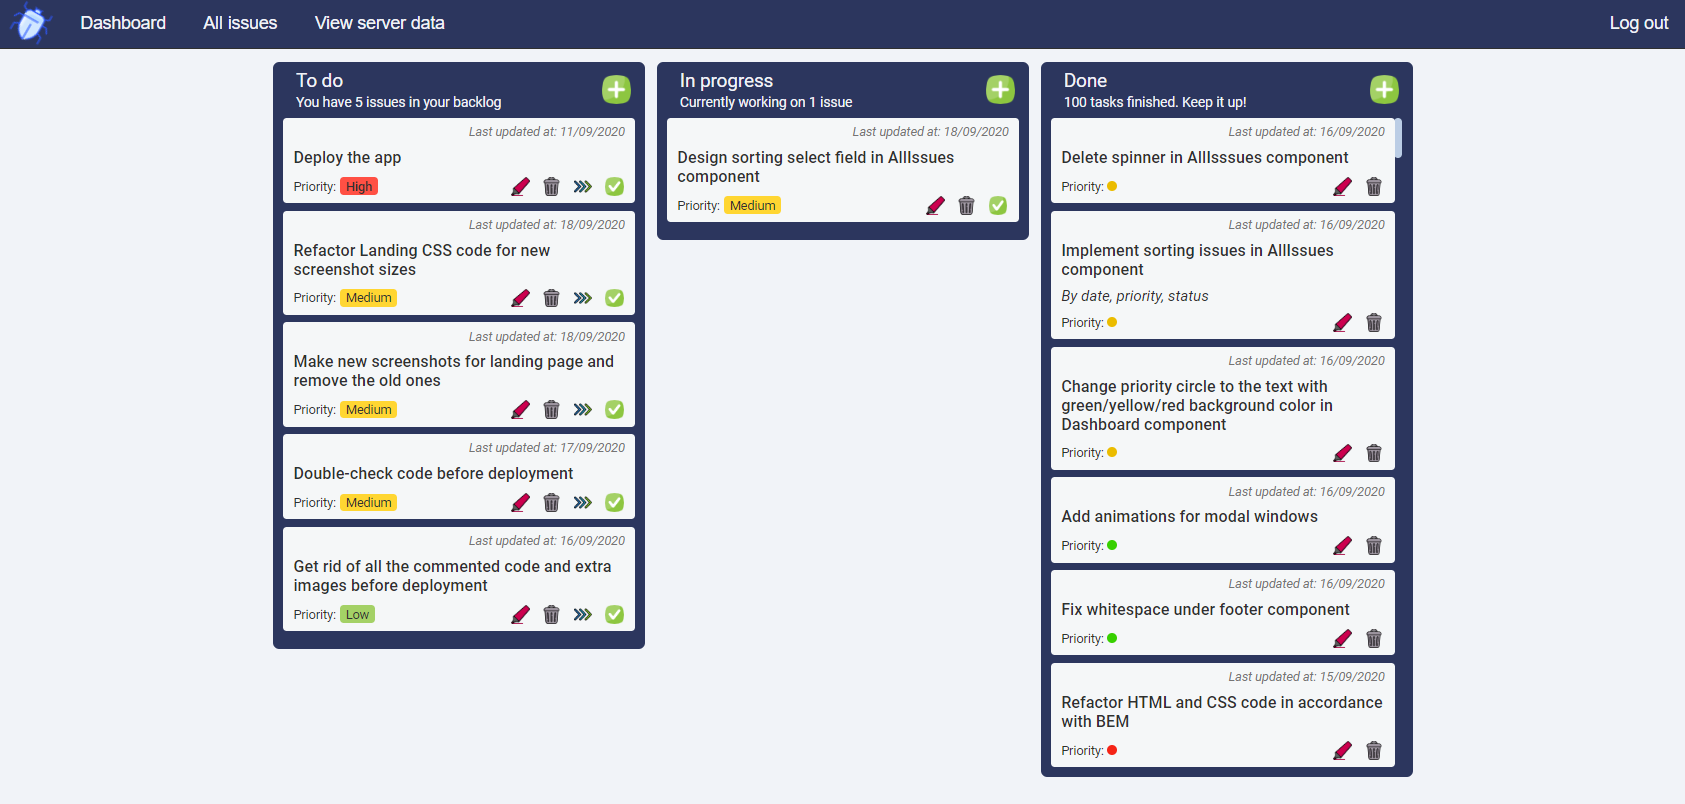 Dashboard
All issues
View server data
Log out
To do
You have 5 issues in your backlog
Last updated at: 11/09/2020
Deploy the app
Priority: High
Last updated at: 18/09/2020
Refactor Landing CSS code for new
screenshot sizes
Priority: Medium
Last updated at: 18/09/2020
Make new screenshots for landing page and
remove the old ones
Priority: Medium
Last updated at: 17/09/2020
Double-check code before deployment
Priority: Medium
Last updated at: 16/09/2020
Get rid of all the commented code and extra
images before deployment
Priority: Low
In progress
Currently working on 1 issue
Last updated at: 18/09/2020
Design sorting select field in AllIssues
component
Priority: Medium
Done
100 tasks finished. Keep it up!
Last updated at: 16/09/2020
Delete spinner in AllIsssues component
Priority:
Last updated at: 16/09/2020
Implement sorting issues in AllIssues
component
By date, priority, status
Priority:
Last updated at: 16/09/2020
Change priority circle to the text with
green/yellow/red background color in
Dashboard component
Priority:
Last updated at: 16/09/2020
Add animations for modal windows
Priority:
Last updated at: 16/09/2020
Fix whitespace under footer component
Priority:
Last updated at: 15/09/2020
Refactor HTML and CSS code in accordance
with BEM
Priority: